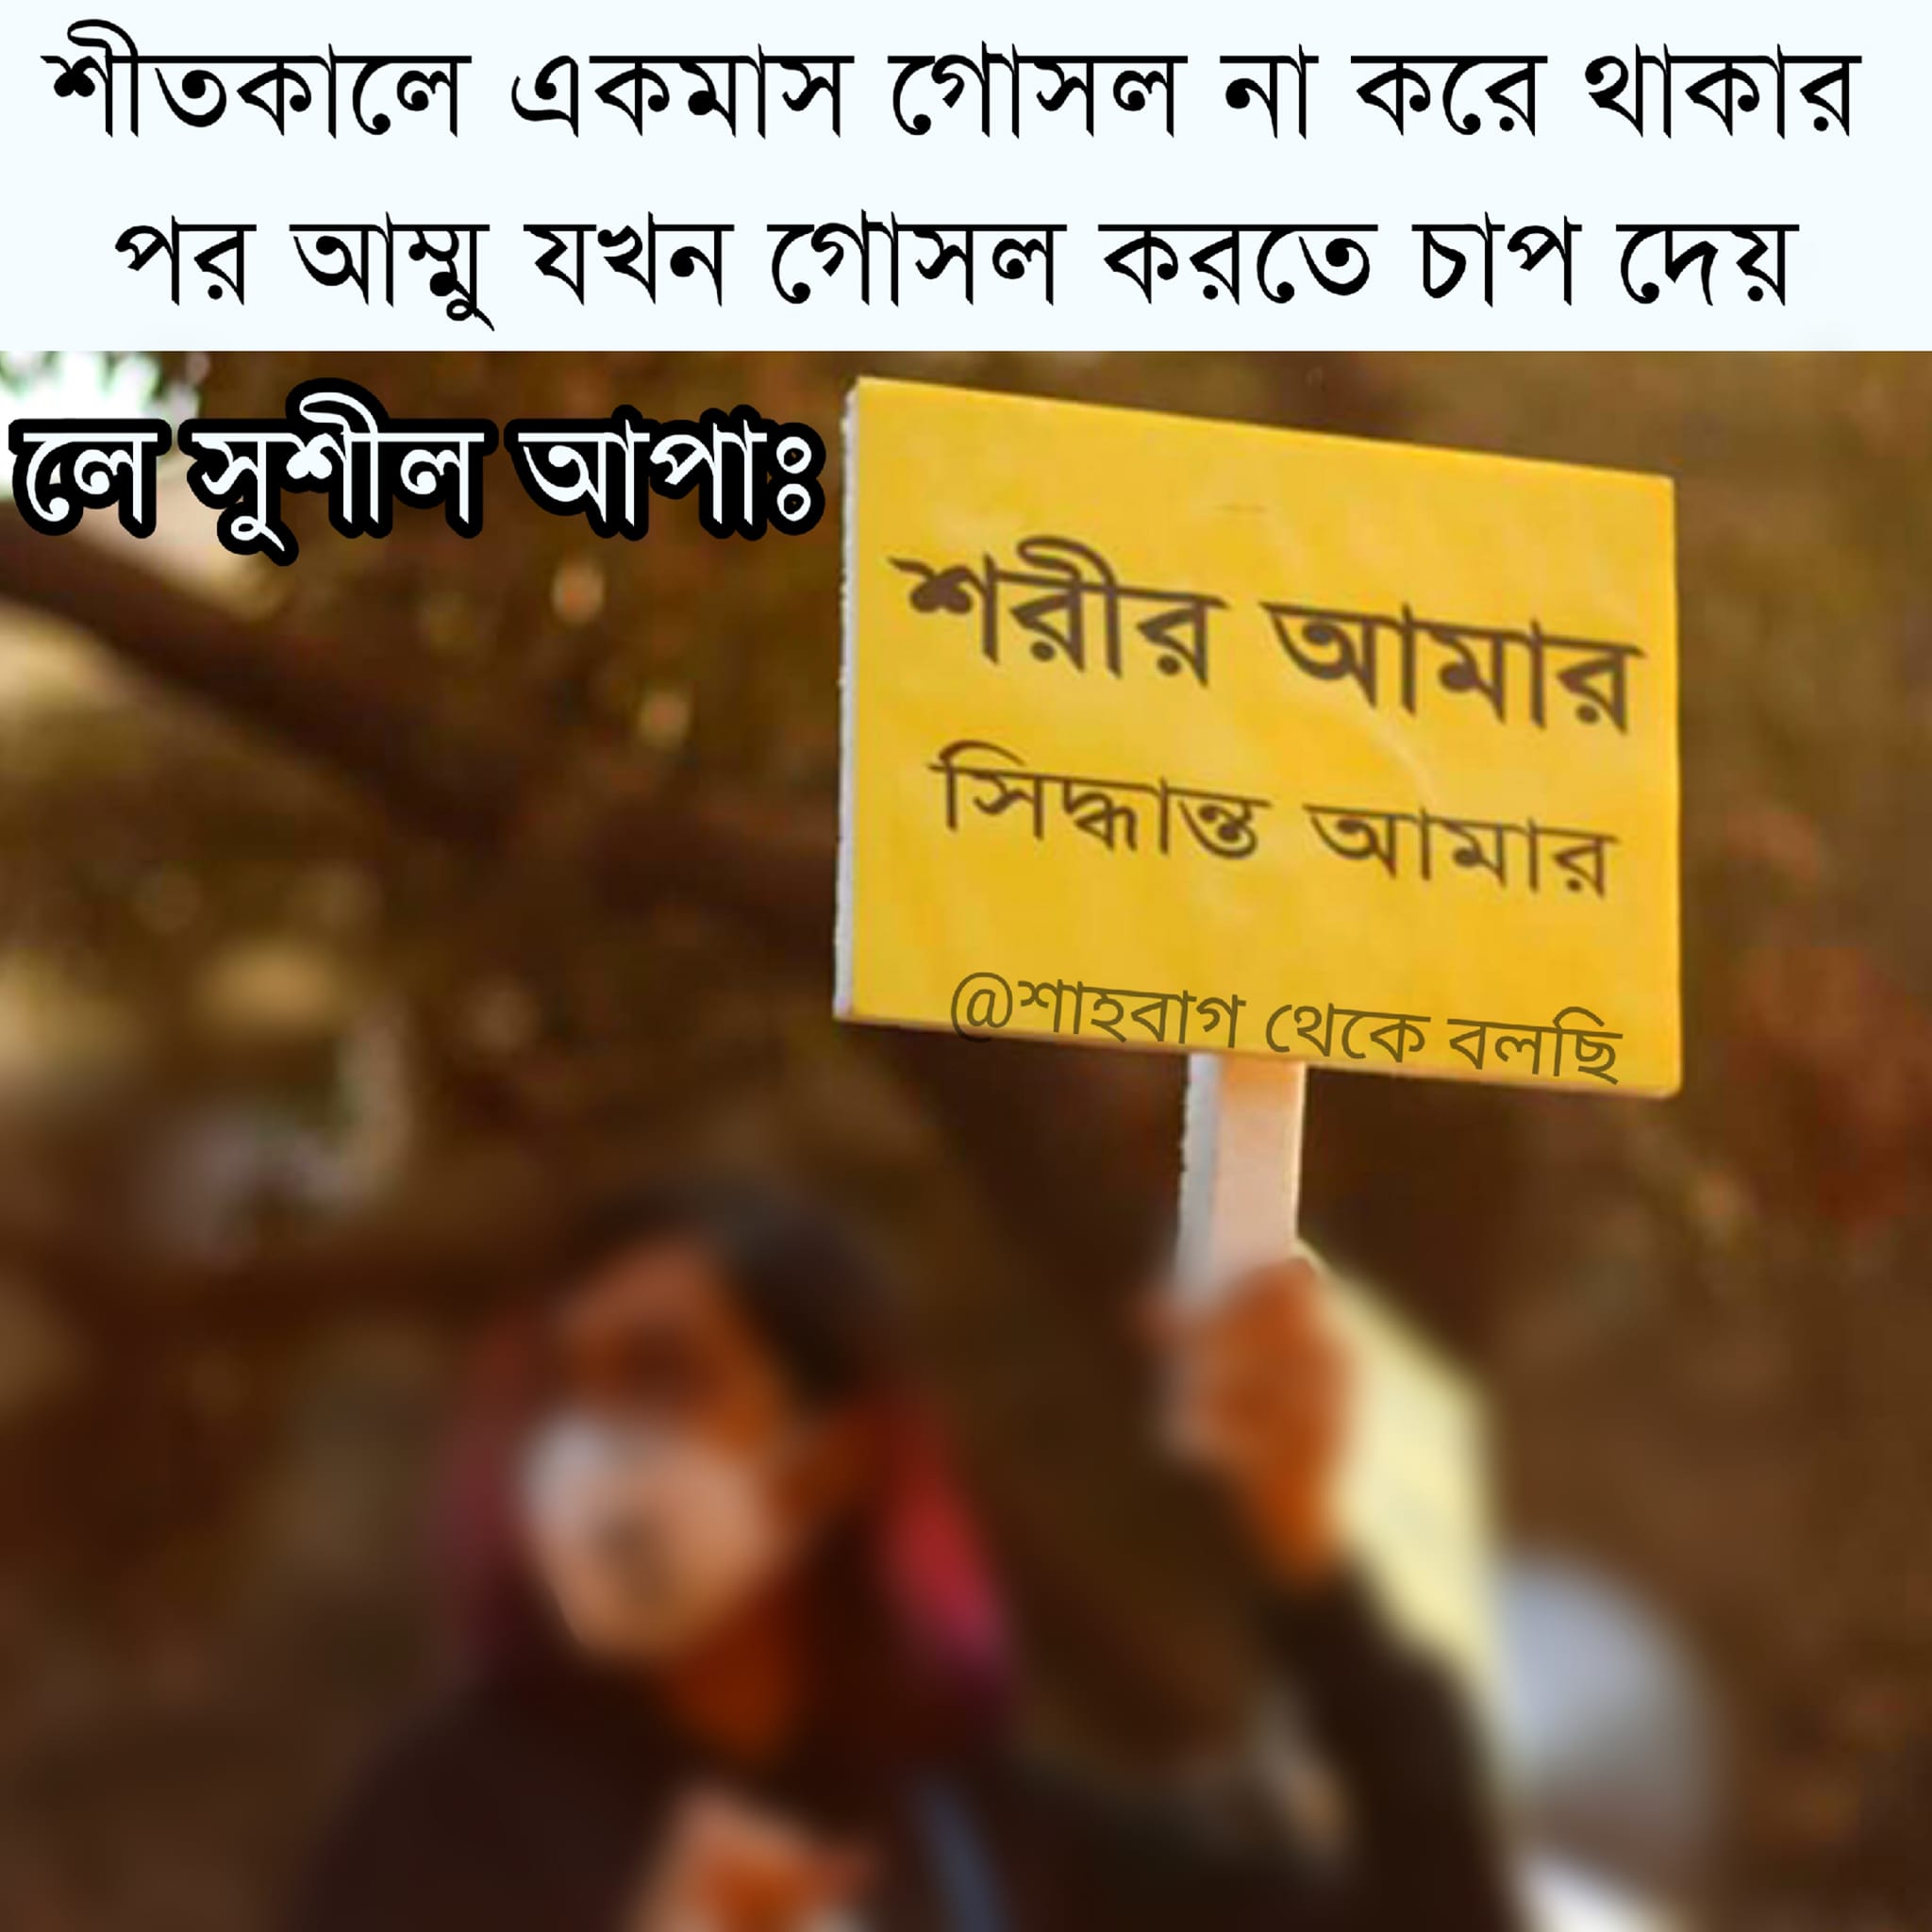 শীতকালে একমাস গোসল না করে থাকার
পর আম্মু যখন গোসল করতে চাপ দেয়
লে সুশীল আপাঃ
শরীর আমার
সিদ্ধান্ত আমার
@শাহবাগ থেকে বলছি